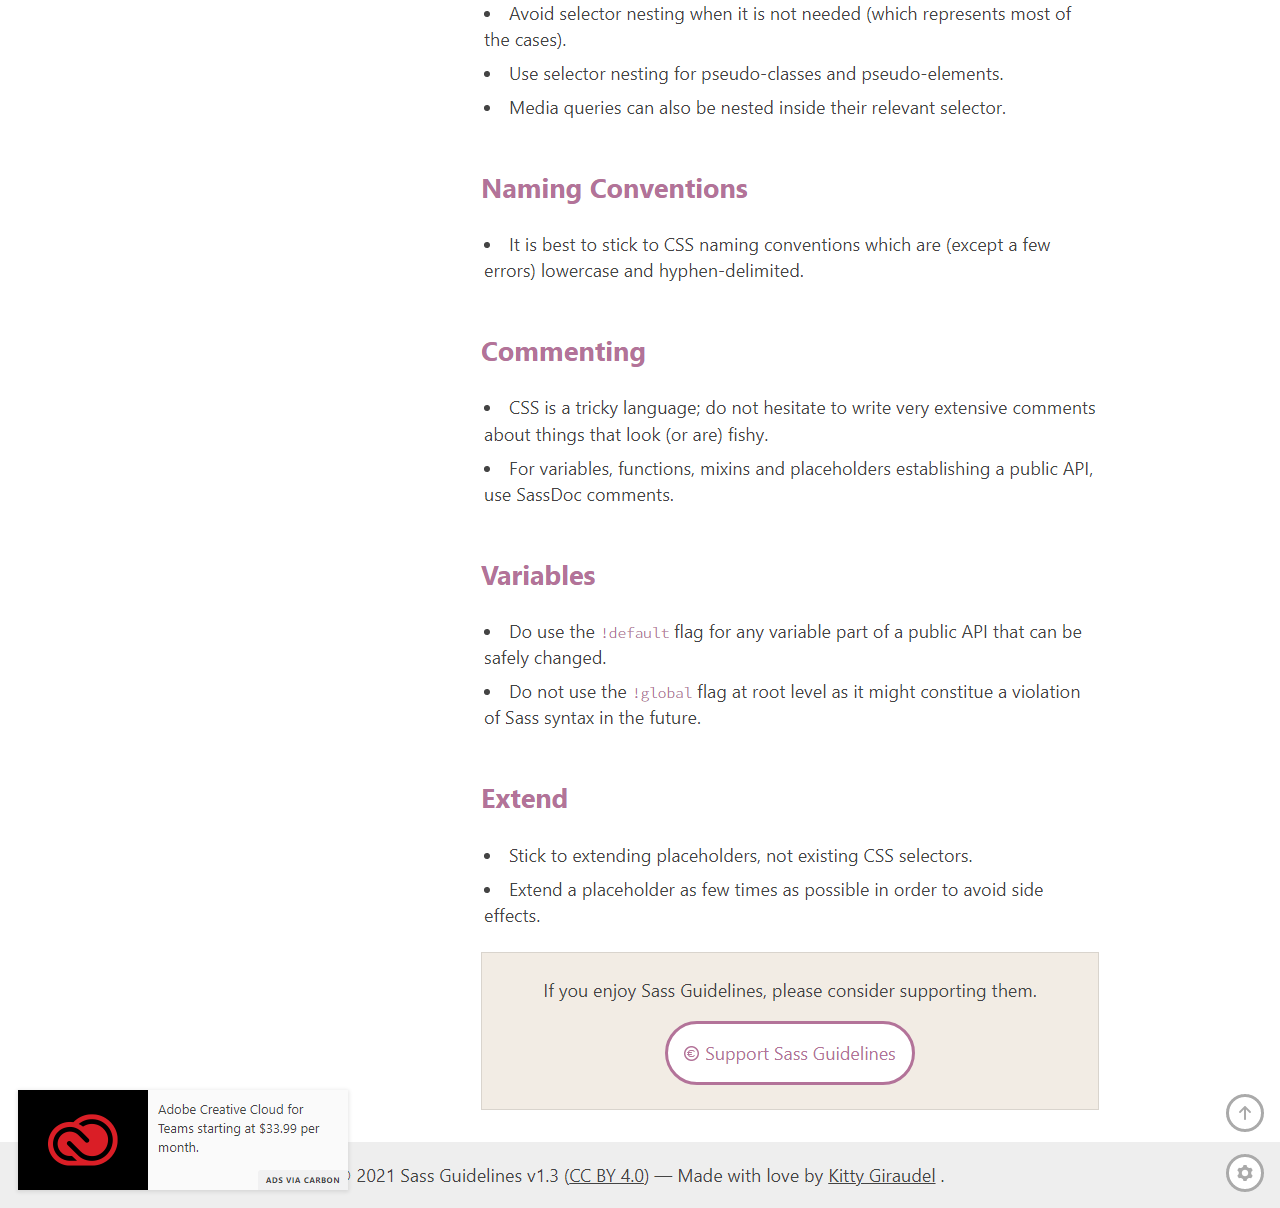 • Avoid selector nesting when it is not needed (which represents most of
the cases).
• Use selector nesting for pseudo-classes and pseudo-elements.
• Media queries can also be nested inside their relevant selector.
Naming Conventions
• It is best to stick to CSS naming conventions which are (except a few
errors) lowercase and hyphen-delimited.
Commenting
• CSS is a tricky language; do not hesitate to write very extensive comments
about things that look (or are) fishy.
• For variables, functions, mixins and placeholders establishing a public API,
use SassDoc comments.
Variables
• Do use the !default flag for any variable part of a public API that can be
safely changed.
• Do not use the !global flag at root level as it might constitue a violation
of Sass syntax in the future.
Extend
• Stick to extending placeholders, not existing CSS selectors.
• Extend a placeholder as few times as possible in order to avoid side
effects.
If you enjoy Sass Guidelines, please consider supporting them.
Support Sass Guidelines
Adobe Creative Cloud for
Teams starting at $33.99 per
month.
ADS VIA CARBON
2021 Sass Guidelines v1.3 (CC BY 4.0) — Made with love by Kitty Giraudel .